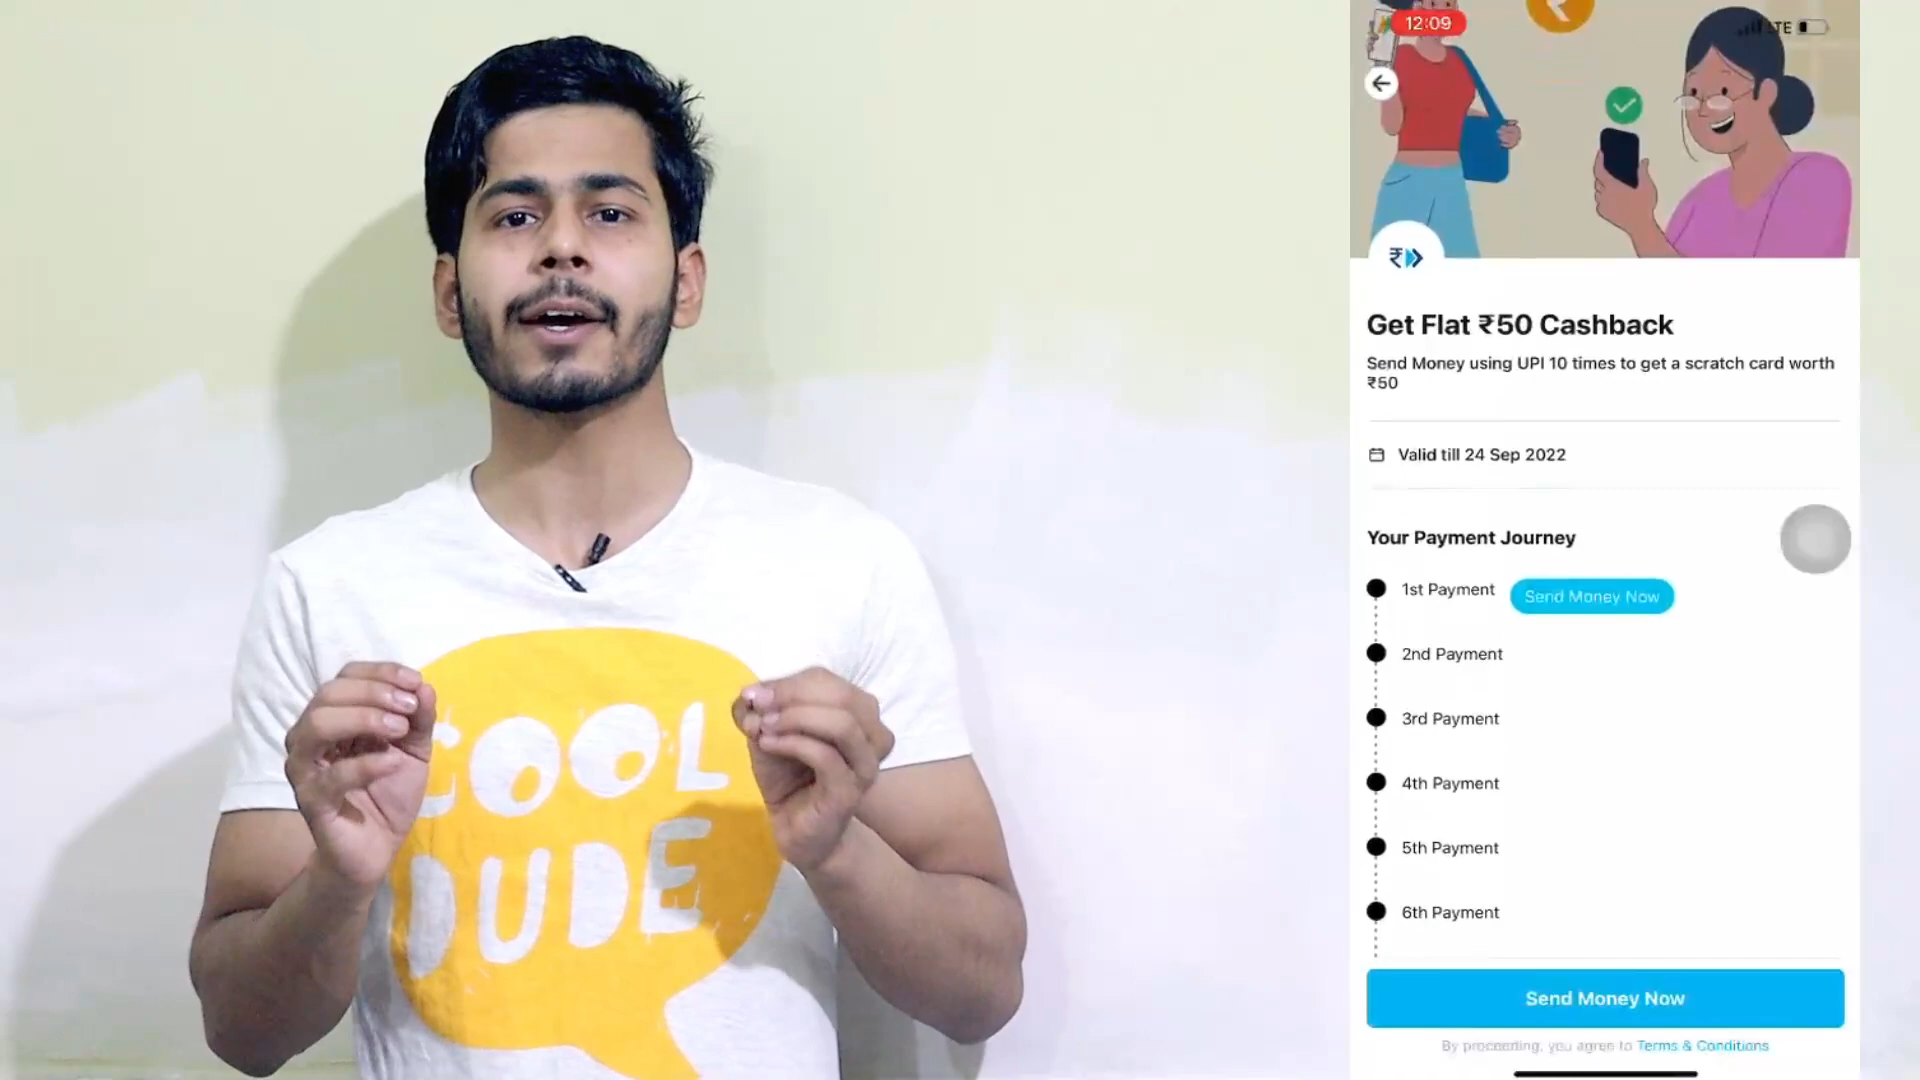 COOL
DUDE
12:09
LTE
₹
Get Flat ₹50 Cashback
Send Money using UPI 10 times to get a scratch card worth
₹50
Valid till 24 Sep 2022
Your Payment Journey
1st Payment
Send Money Now
2nd Payment
3rd Payment
4th Payment
5th Payment
6th Payment
Send Money Now
By proceeding, you agree to Terms & Conditions